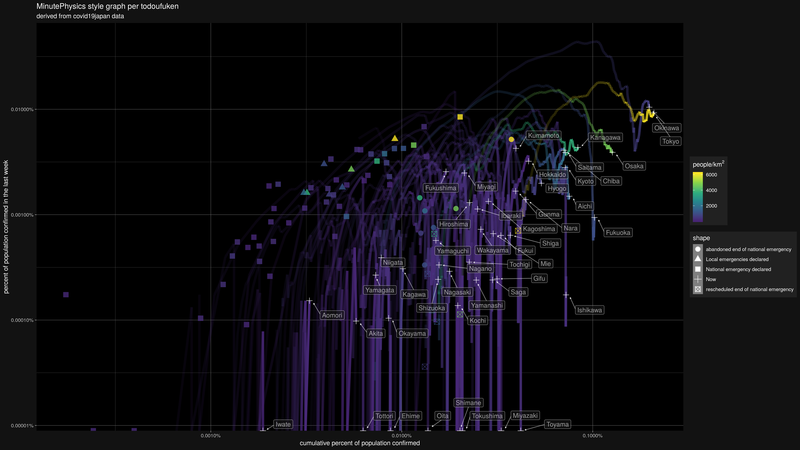 MinutePhysics style graph per todoufuken
derived from covid19japan data
percent of population confirmed in the last week
0.01000%
0.00100%
0.00010%
0.00001%
Okinawa
Tokyo
Kumamoto
Kanagawa
Saitama
Osaka
Hokkaido
Kyoto
Chiba
Hyogo
Fukushima
Miyagi
Aichi
Ibaraki
Gunma
Hiroshima
Kagoshima
Nara
Fukuoka
Shiga
Yamaguchi
Wakayama
Fukui
Niigata
Nagano
Tochigi
Mie
Gifu
Yamagata
Kagawa
Nagasaki
Saga
Shizuoka
Yamanashi
Ishikawa
Aomori
Kochi
Akita
Okayama
Shimane
Iwate
Tottori
Ehime
Oita
Tokushima
Miyazaki
Toyama
0.0010%
0.0100%
0.1000%
cumulative percent of population confirmed
people/km²
6000
4000
2000
shape
abandoned end of national emergency
Local emergencies declared
National emergency declared
Now
rescheduled end of national emergency